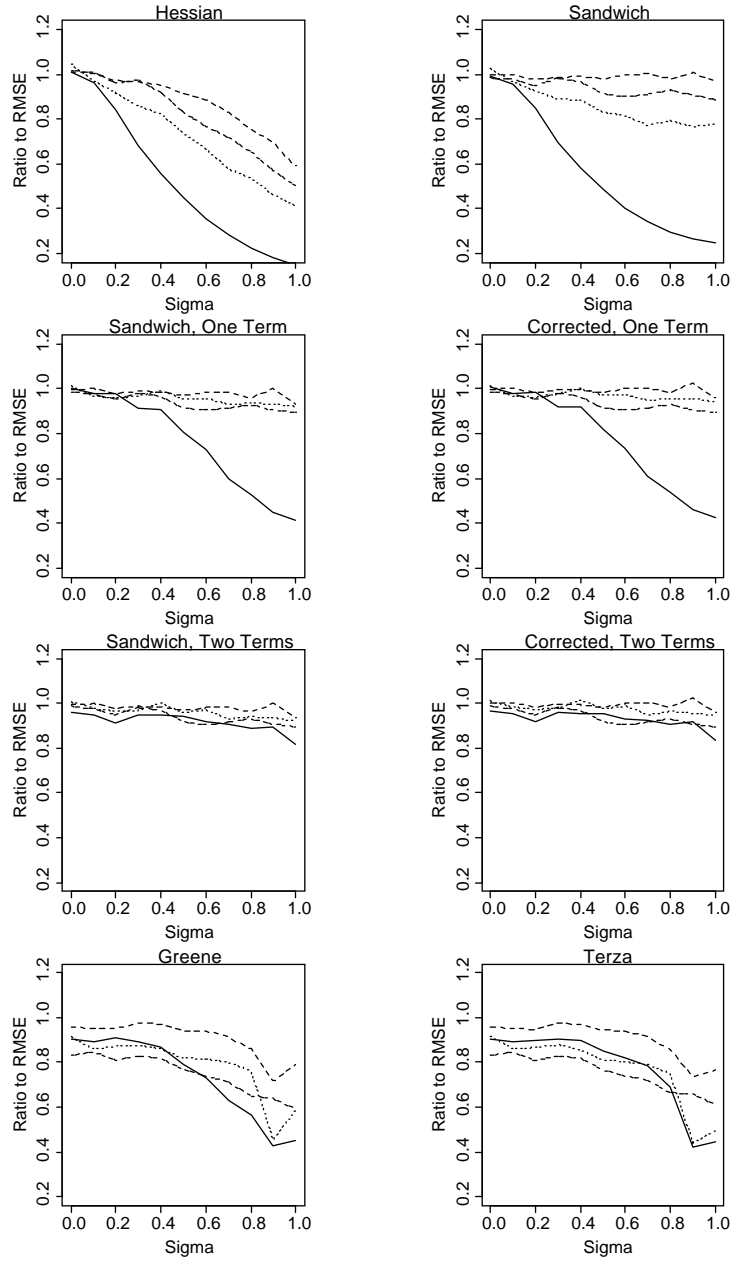 Hessian
Ratio to RMSE
0.2 0.4 0.6 0.8 1.0 1.2
0.0 0.2 0.4 0.6 0.8 1.0
Sigma
Sandwich
Ratio to RMSE
0.2 0.4 0.6 0.8 1.0 1.2
0.0 0.2 0.4 0.6 0.8 1.0
Sigma
Sandwich, One Term
Ratio to RMSE
0.2 0.4 0.6 0.8 1.0 1.2
0.0 0.2 0.4 0.6 0.8 1.0
Sigma
Corrected, One Term
Ratio to RMSE
0.2 0.4 0.6 0.8 1.0 1.2
0.0 0.2 0.4 0.6 0.8 1.0
Sigma
Sandwich, Two Terms
Ratio to RMSE
0.2 0.4 0.6 0.8 1.0 1.2
0.0 0.2 0.4 0.6 0.8 1.0
Sigma
Corrected, Two Terms
Ratio to RMSE
0.2 0.4 0.6 0.8 1.0 1.2
0.0 0.2 0.4 0.6 0.8 1.0
Sigma
Greene
Ratio to RMSE
0.2 0.4 0.6 0.8 1.0 1.2
0.0 0.2 0.4 0.6 0.8 1.0
Sigma
Terza
Ratio to RMSE
0.2 0.4 0.6 0.8 1.0 1.2
0.0 0.2 0.4 0.6 0.8 1.0
Sigma